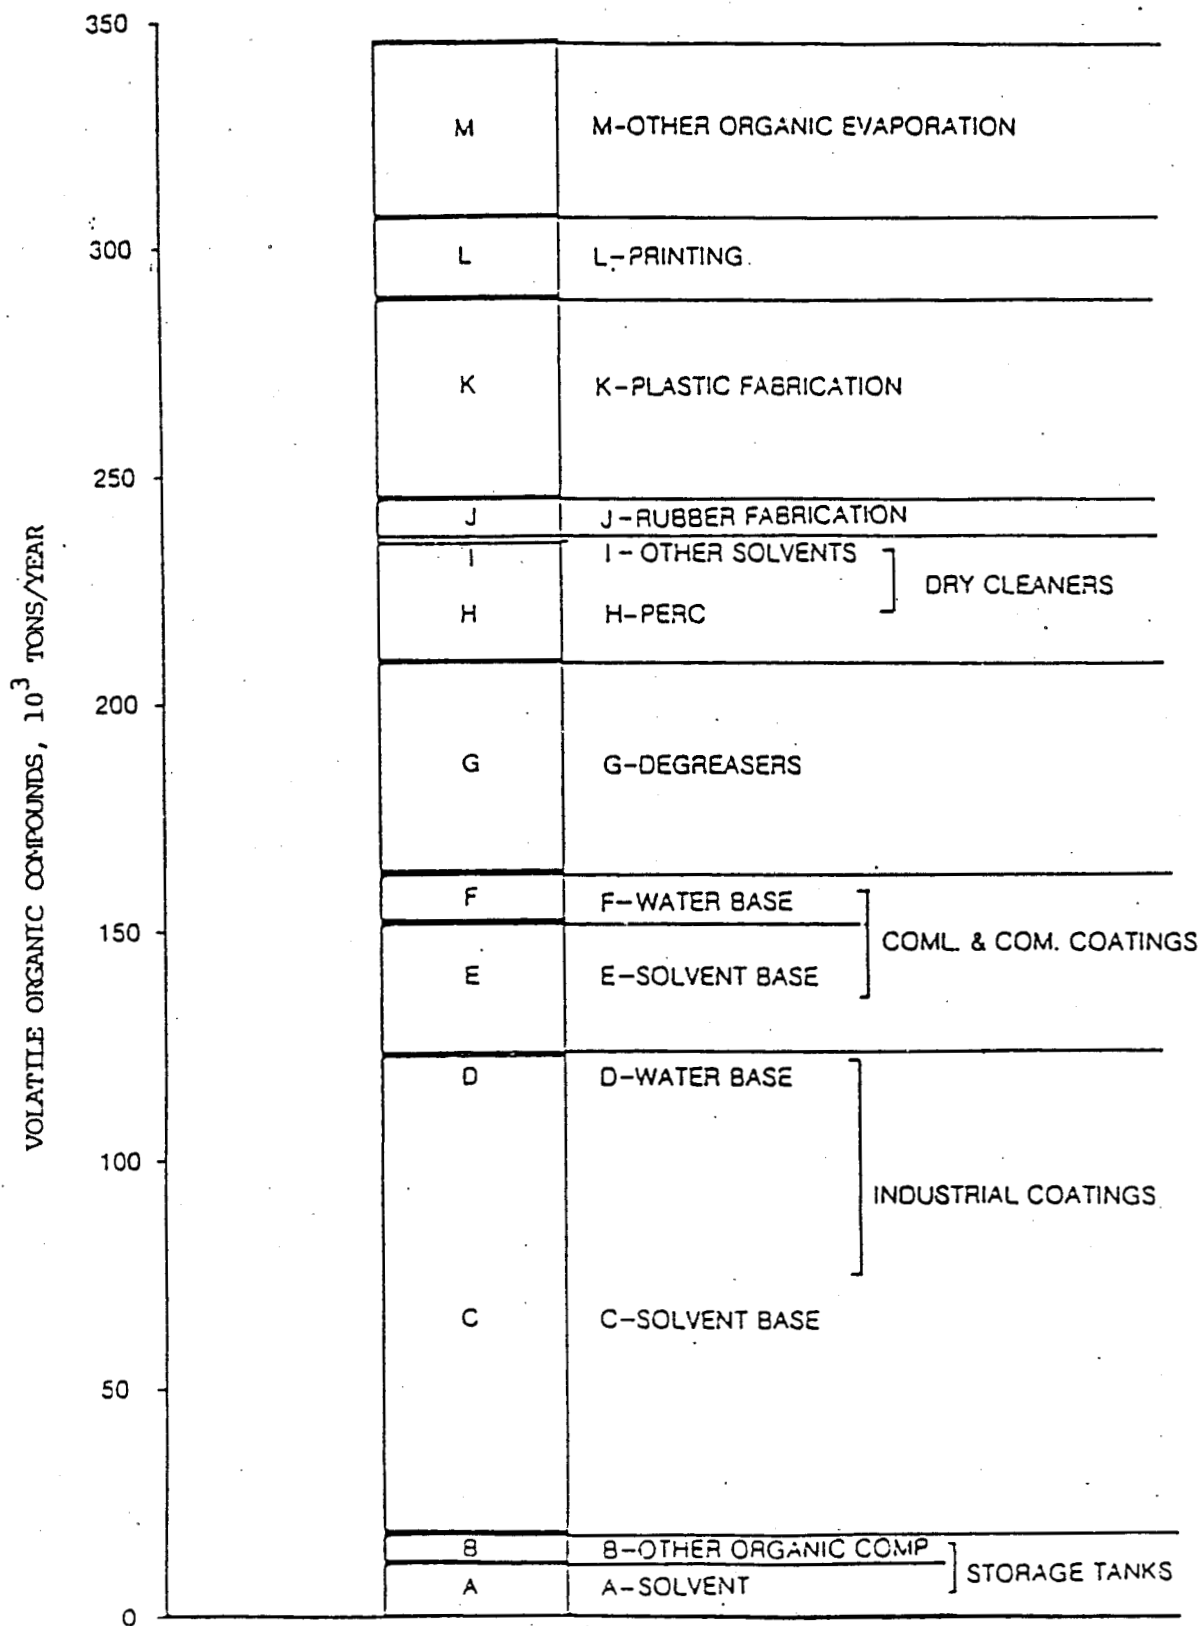 350
M
M-OTHER ORGANIC EVAPORATION
300
L
L-PRINTING
K
K-PLASTIC FABRICATION
250
J
J-RUBBER FABRICATION
I
I-OTHER SOLVENTS
DRY CLEANERS
H
H-PERC
200
G
G-DEGREASERS
F
F-WATER BASE
150
COML. & COM. COATINGS
E
E-SOLVENT BASE
D
D-WATER BASE
100
INDUSTRIAL COATINGS
C
C-SOLVENT BASE
50
B
B-OTHER ORGANIC COMP
STORAGE TANKS
A
A-SOLVENT
0
VOLATILE ORGANIC COMPOUNDS, 10³ TONS/YEAR